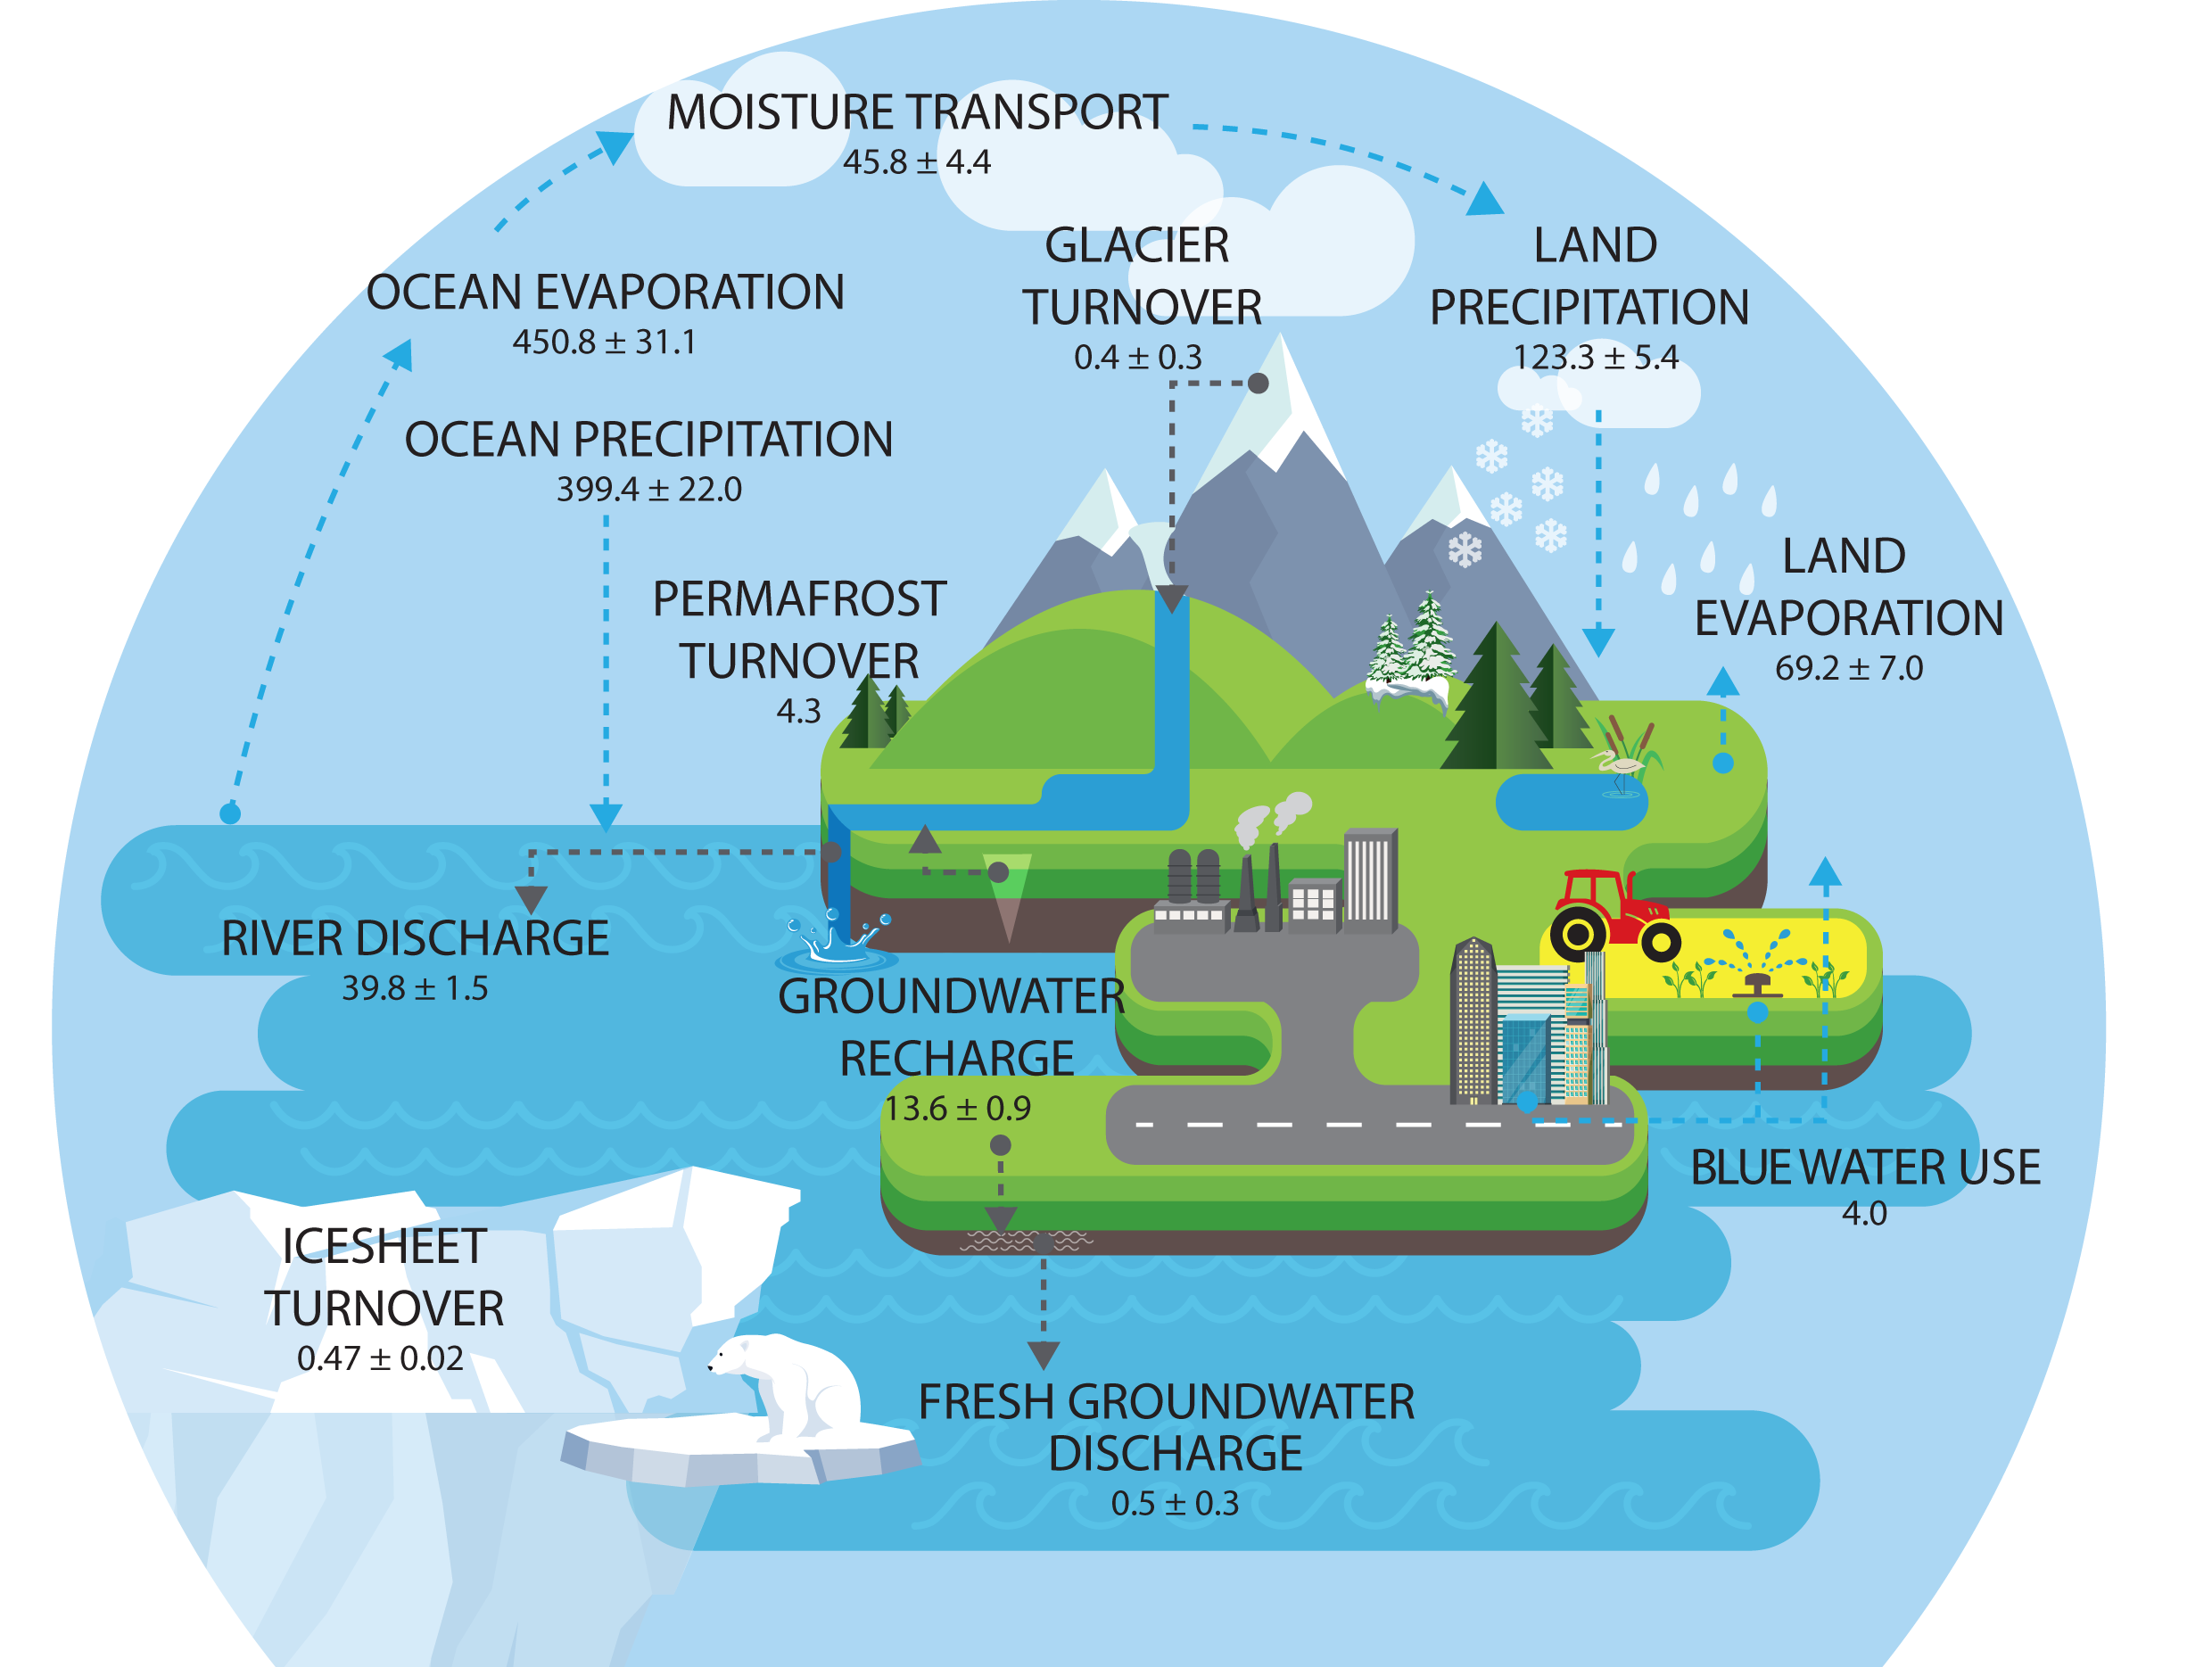 MOISTURE TRANSPORT
45.8 ± 4.4
GLACIER
TURNOVER
0.4 ± 0.3
LAND
PRECIPITATION
123.3 ± 5.4
OCEAN EVAPORATION
450.8 ± 31.1
OCEAN PRECIPITATION
399.4 ± 22.0
PERMAFROST
TURNOVER
4.3
LAND
EVAPORATION
69.2 ± 7.0
RIVER DISCHARGE
39.8 ± 1.5
GROUNDWATER
RECHARGE
13.6 ± 0.9
BLUE WATER USE
4.0
ICESHEET
TURNOVER
0.47 ± 0.02
FRESH GROUNDWATER
DISCHARGE
0.5 ± 0.3